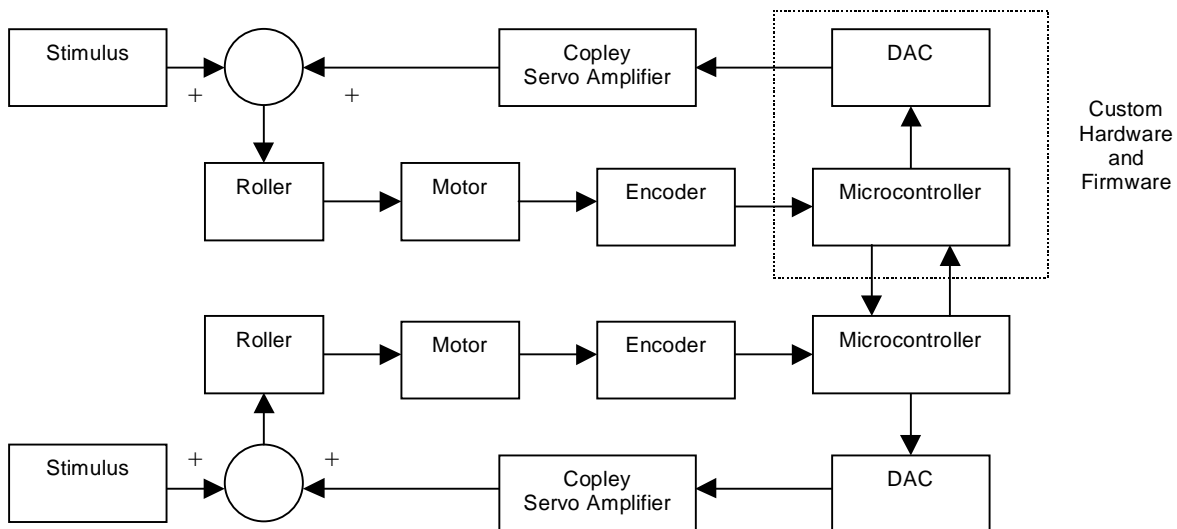 Stimulus
Copley
Servo Amplifier
DAC
+
+
Custom
Hardware
and
Firmware
Roller
Motor
Encoder
Microcontroller
Roller
Motor
Encoder
Microcontroller
Stimulus
+
+
Copley
Servo Amplifier
DAC